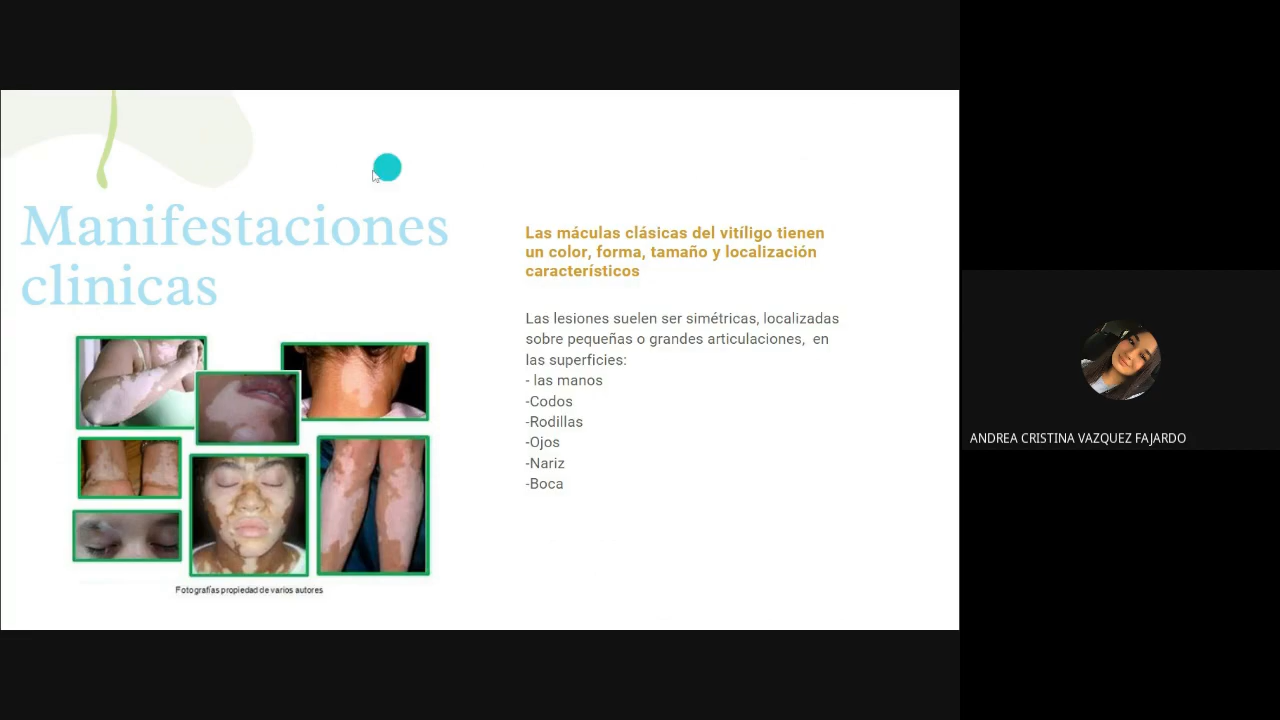 Manifestaciones
clinicas
Fotografías propiedad de varios autores
Las máculas clásicas del vitíligo tienen
un color, forma, tamaño y localización
característicos
Las lesiones suelen ser simétricas, localizadas
sobre pequeñas o grandes articulaciones,  en
las superficies:
- las manos
-Codos
-Rodillas
-Ojos
-Nariz
-Boca
ANDREA CRISTINA VAZQUEZ FAJARDO